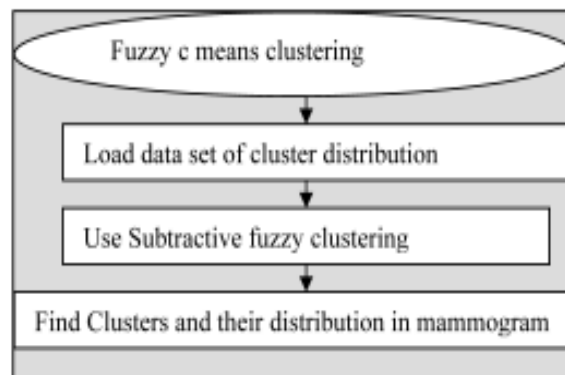 Fuzzy c means clustering
Load data set of cluster distribution
Use Subtractive fuzzy clustering
Find Clusters and their distribution in mammogram